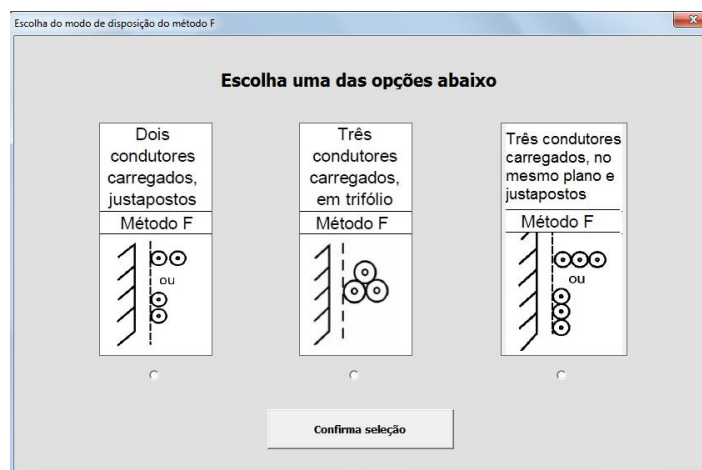 Escolha do modo de disposição do método F
Escolha uma das opções abaixo
Dois
condutores
carregados,
justapostos
Método F
ou
Três
condutores
carregados,
em trifólio
Método F
Três condutores
carregados, no
mesmo plano e
justapostos
Método F
ou
Confirma seleção